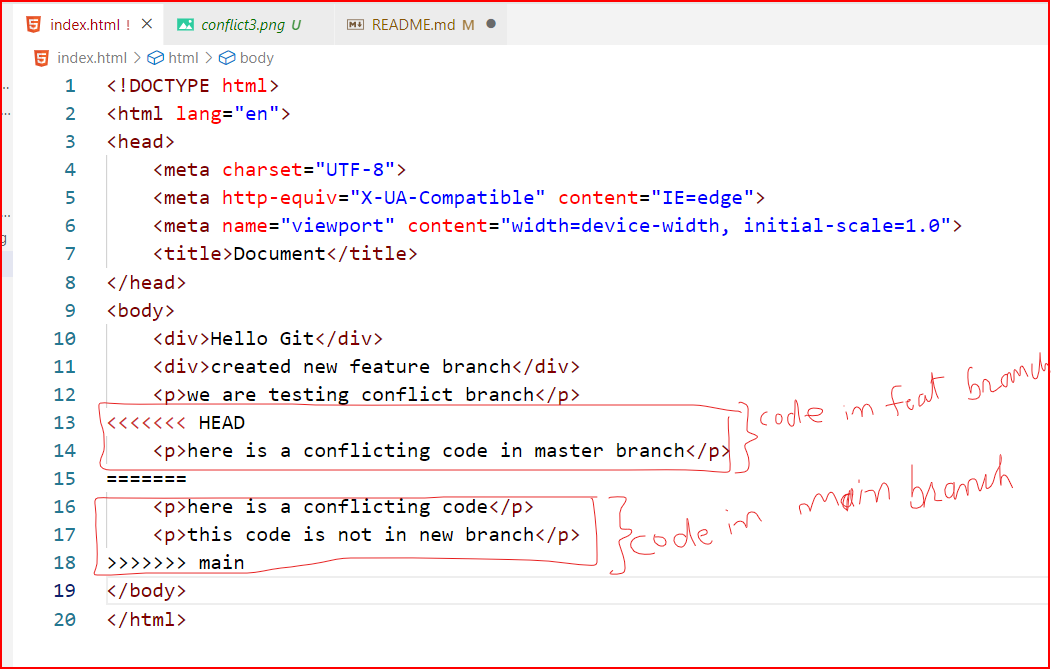 index.html ! × conflict3.png U README.md M ●
index.html > html > body
1 <!DOCTYPE html>
2 <html lang="en">
3 <head>
4 <meta charset="UTF-8">
5 <meta http-equiv="X-UA-Compatible" content="IE=edge">
6 <meta name="viewport" content="width=device-width, initial-scale=1.0">
7 <title>Document</title>
8 </head>
9 <body>
10 <div>Hello Git</div>
11 <div>created new feature branch</div>
12 <p>we are testing conflict branch</p>
13 <<<<<<< HEAD
14 <p>here is a conflicting code in master branch</p>
code in feat branch
15 =======
16 <p>here is a conflicting code</p>
17 <p>this code is not in new branch</p>
code in main branch
18 >>>>>>> main
19 </body>
20 </html>